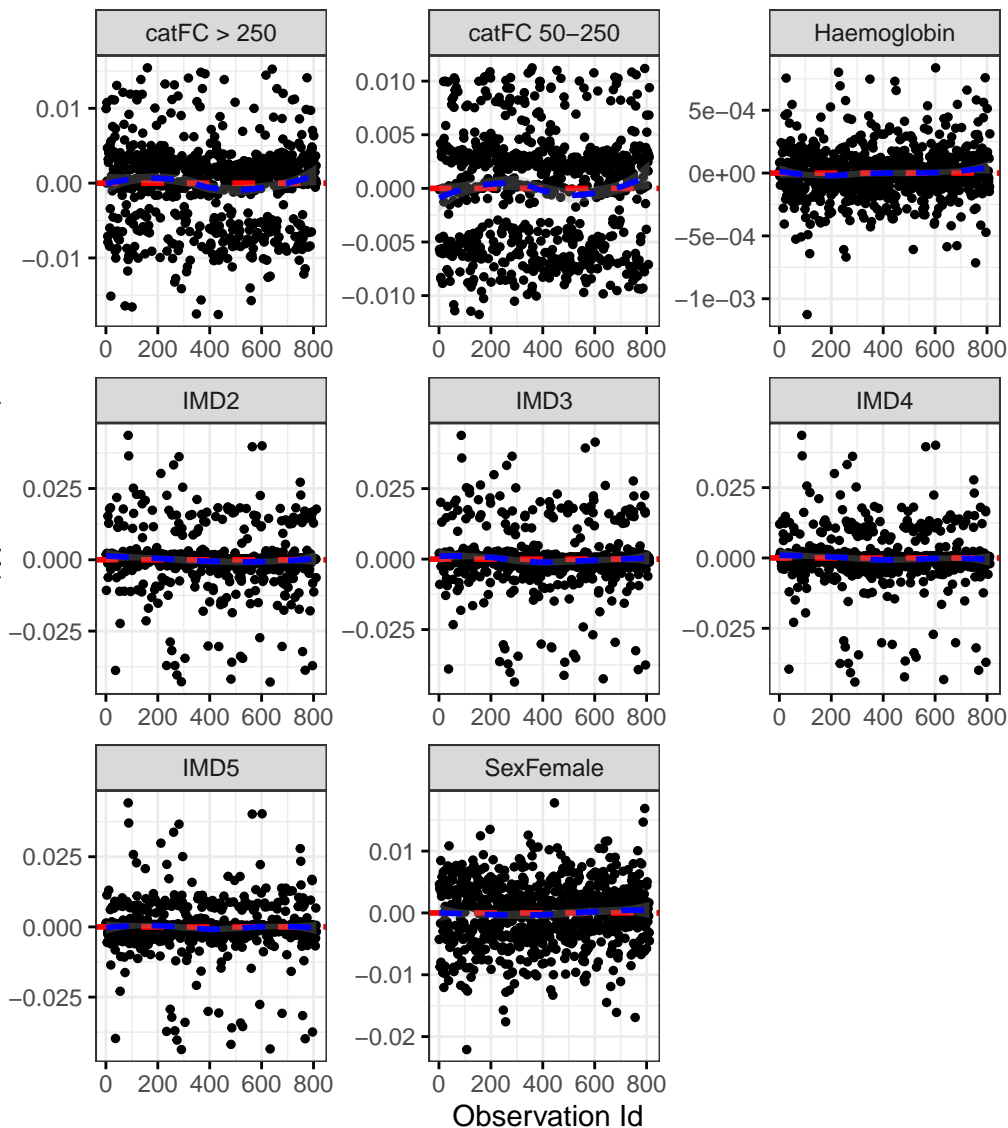 catFC > 250 catFC 50−250 Haemoglobin
0.01 0.010 5e−04
0.005
0.00 0.000 0e+00
−0.005 −5e−04
−0.01
−0.010 −1e−03
0 200 400 600 800 0 200 400 600 800 0 200 400 600 800
IMD2 IMD3 IMD4
0.025 0.025 0.025
0.000 0.000 0.000
−0.025 −0.025 −0.025
0 200 400 600 800 0 200 400 600 800 0 200 400 600 800
IMD5 SexFemale
0.025 0.01
0.000 0.00
−0.01
−0.025
−0.02
0 200 400 600 800 0 200 400 600 800
Observation Id